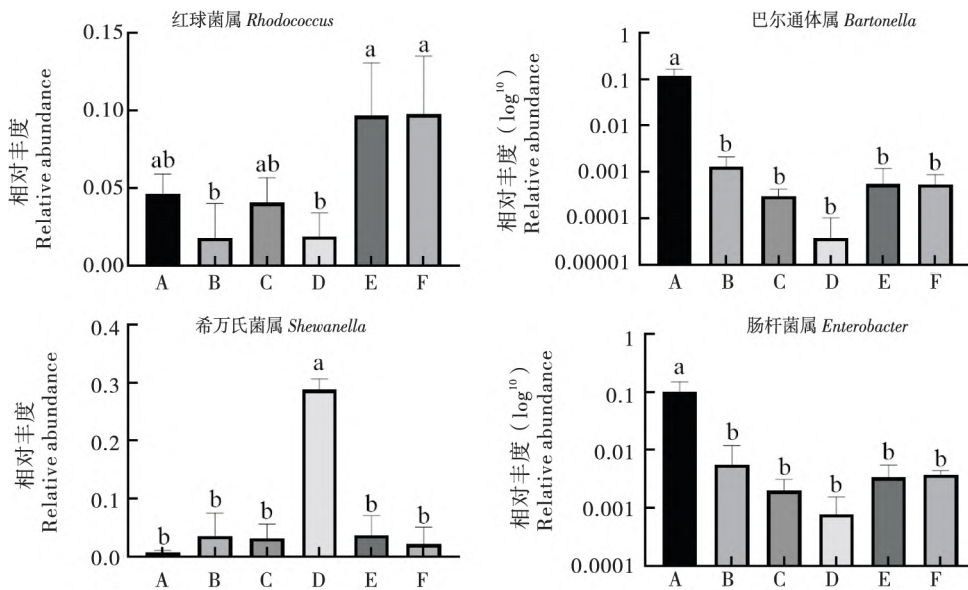 红球菌属 Rhodococcus
相对丰度
Relative abundance
0.15
0.10
0.05
0.00
ab
b
ab
b
a
a
A B C D E F
巴尔通体属 Bartonella
相对丰度（log¹⁰）
Relative abundance
1
0.1
0.01
0.001
0.0001
0.00001
a
b
b
b
b
b
A B C D E F
希万氏菌属 Shewanella
相对丰度
Relative abundance
0.4
0.3
0.2
0.1
0.0
b
b
b
a
b
b
A B C D E F
肠杆菌属 Enterobacter
相对丰度（log¹⁰）
Relative abundance
1
0.1
0.01
0.001
0.0001
a
b
b
b
b
b
A B C D E F